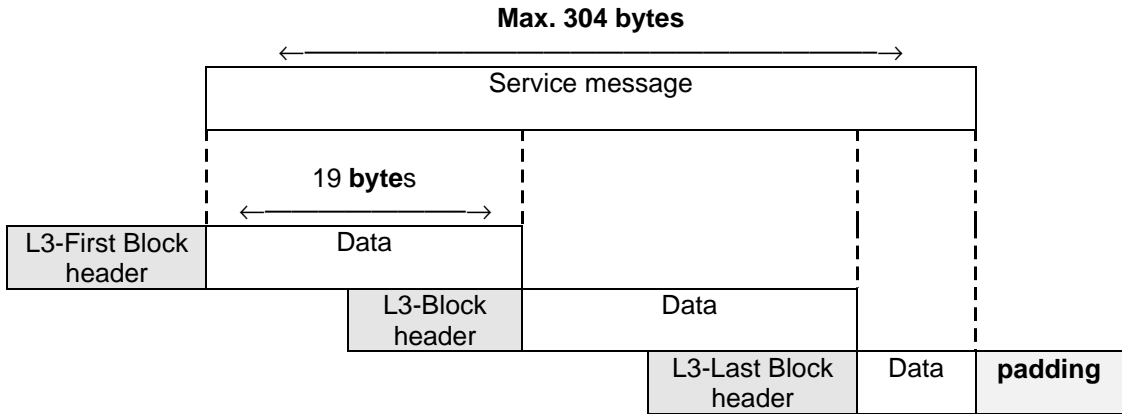 Max. 304 bytes
Service message
19 bytes
L3-First Block
header
Data
L3-Block
header
Data
L3-Last Block
header
Data
padding